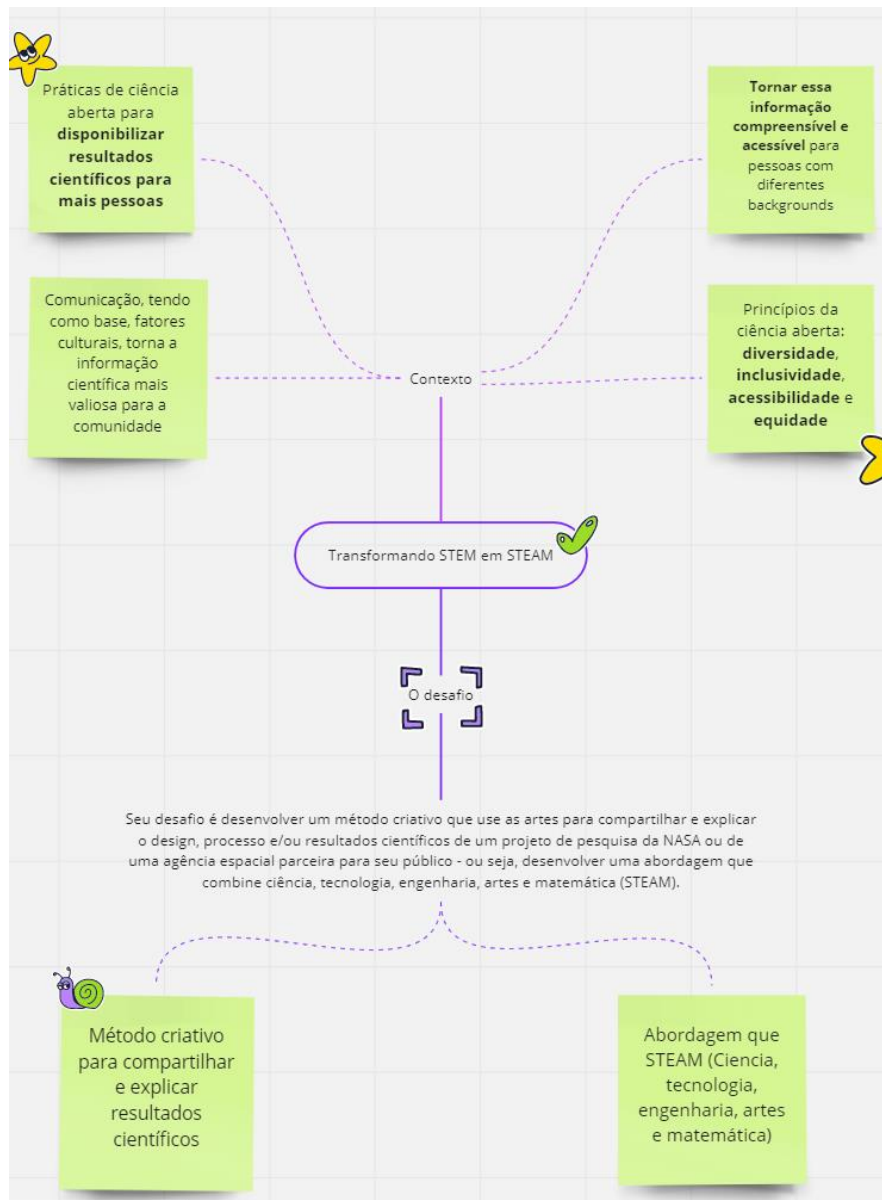 Práticas de ciência
aberta para
disponibilizar
resultados
científicos para
mais pessoas
Tornar essa
informação
compreensível e
acessível para
pessoas com
diferentes
backgrounds
Comunicação, tendo
como base, fatores
culturais, torna a
informação
científica mais
valiosa para a
comunidade
Princípios da
ciência aberta:
diversidade,
inclusividade,
acessibilidade e
equidade
Contexto
Transformando STEM em STEAM
O desafio
Seu desafio é desenvolver um método criativo que use as artes para compartilhar e explicar
o design, processo e/ou resultados científicos de um projeto de pesquisa da NASA ou de
uma agência espacial parceira para seu público - ou seja, desenvolver uma abordagem que
combine ciência, tecnologia, engenharia, artes e matemática (STEAM).
Método criativo
para compartilhar
e explicar
resultados
científicos
Abordagem que
STEAM (Ciencia,
tecnologia,
engenharia, artes
e matemática)